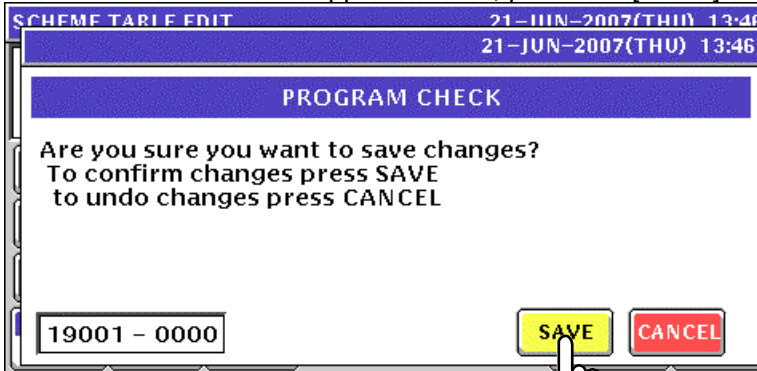 SCHEME TABLE EDIT 21-JUN-2007(THU) 13:46
21-JUN-2007(THU) 13:46
PROGRAM CHECK
Are you sure you want to save changes?
To confirm changes press SAVE
to undo changes press CANCEL
19001 - 0000
SAVE CANCEL